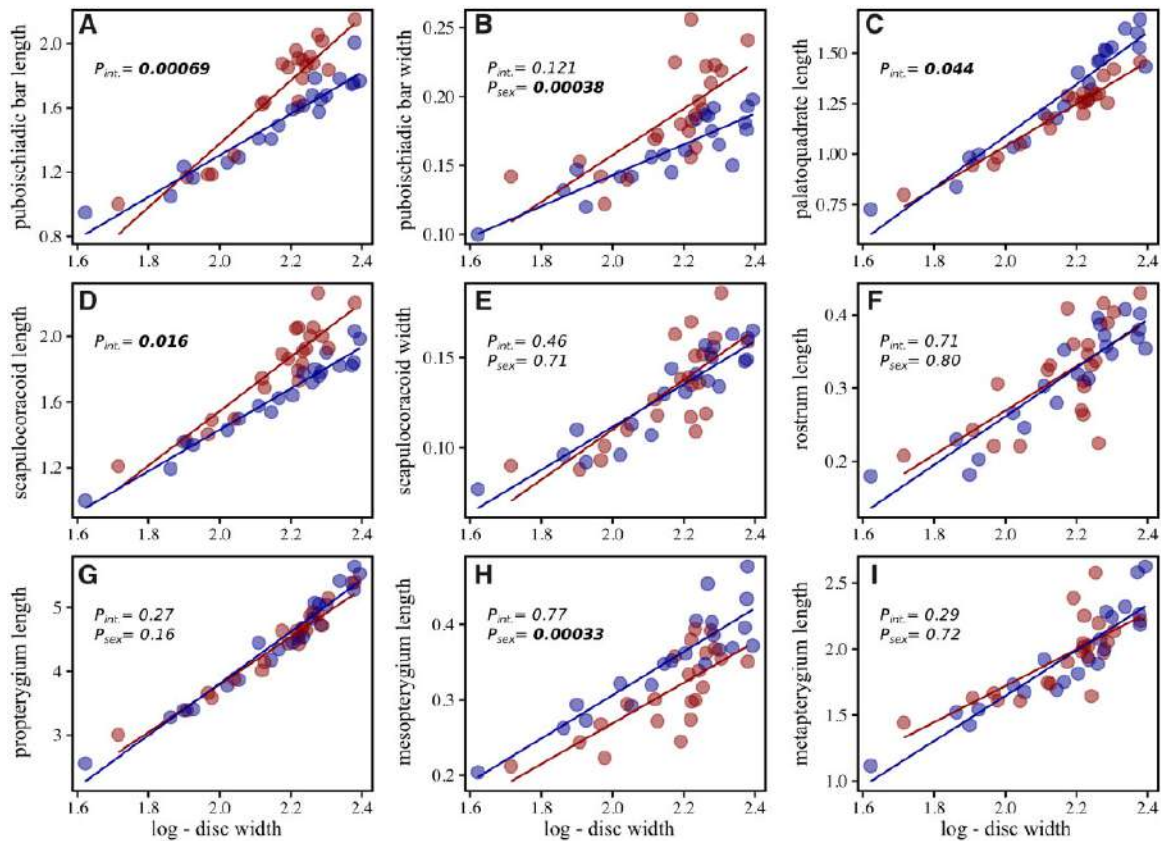 A
puboischiadic bar length
P_int.= 0.00069
2.0
1.6
1.2
0.8
1.6 1.8 2.0 2.2 2.4
B
puboischiadic bar width
P_int.= 0.121
P_sex= 0.00038
0.25
0.20
0.15
0.10
1.6 1.8 2.0 2.2 2.4
C
palatoquadrate length
P_int.= 0.044
1.50
1.25
1.00
0.75
1.6 1.8 2.0 2.2 2.4
D
scapulocoracoid length
P_int.= 0.016
2.0
1.6
1.2
1.6 1.8 2.0 2.2 2.4
E
scapulocoracoid width
P_int.= 0.46
P_sex= 0.71
0.15
0.10
1.6 1.8 2.0 2.2 2.4
F
rostrum length
P_int.= 0.71
P_sex= 0.80
0.4
0.3
0.2
1.6 1.8 2.0 2.2 2.4
G
propterygium length
P_int.= 0.27
P_sex= 0.16
5
4
3
1.6 1.8 2.0 2.2 2.4
log - disc width
H
mesopterygium length
P_int.= 0.77
P_sex= 0.00033
0.4
0.3
0.2
1.6 1.8 2.0 2.2 2.4
log - disc width
I
metapterygium length
P_int.= 0.29
P_sex= 0.72
2.5
2.0
1.5
1.0
1.6 1.8 2.0 2.2 2.4
log - disc width